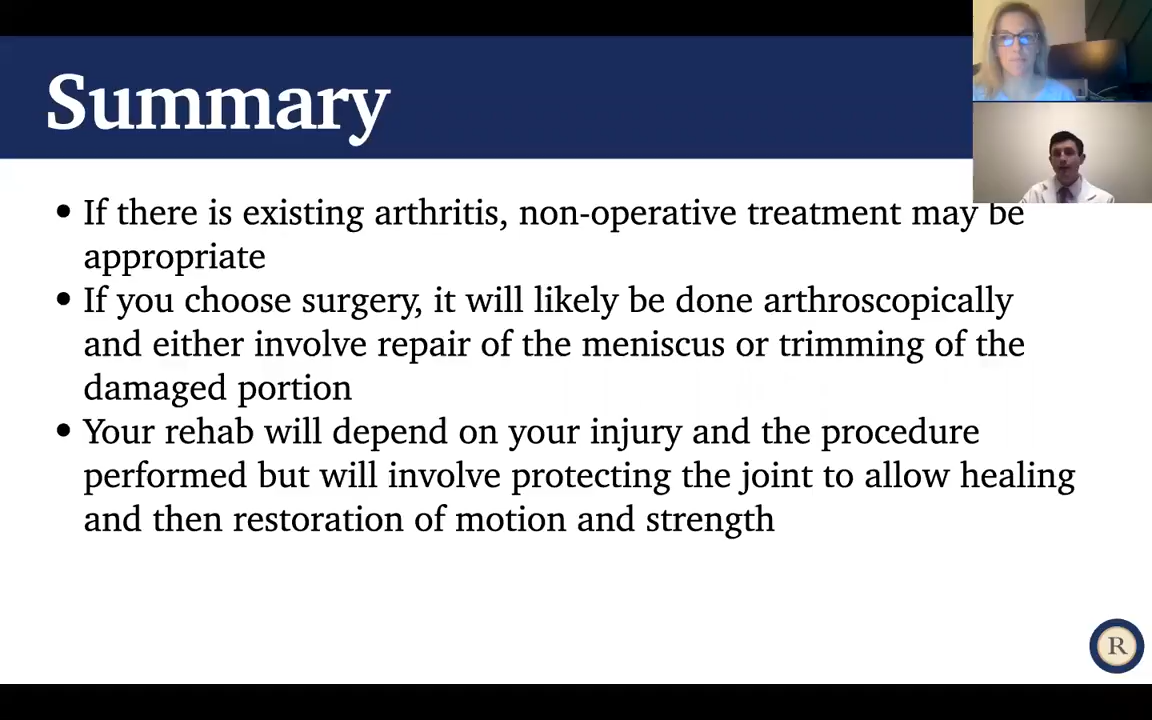 Summary
• If there is existing arthritis, non-operative treatment may be
appropriate
• If you choose surgery, it will likely be done arthroscopically
and either involve repair of the meniscus or trimming of the
damaged portion
• Your rehab will depend on your injury and the procedure
performed but will involve protecting the joint to allow healing
and then restoration of motion and strength
R